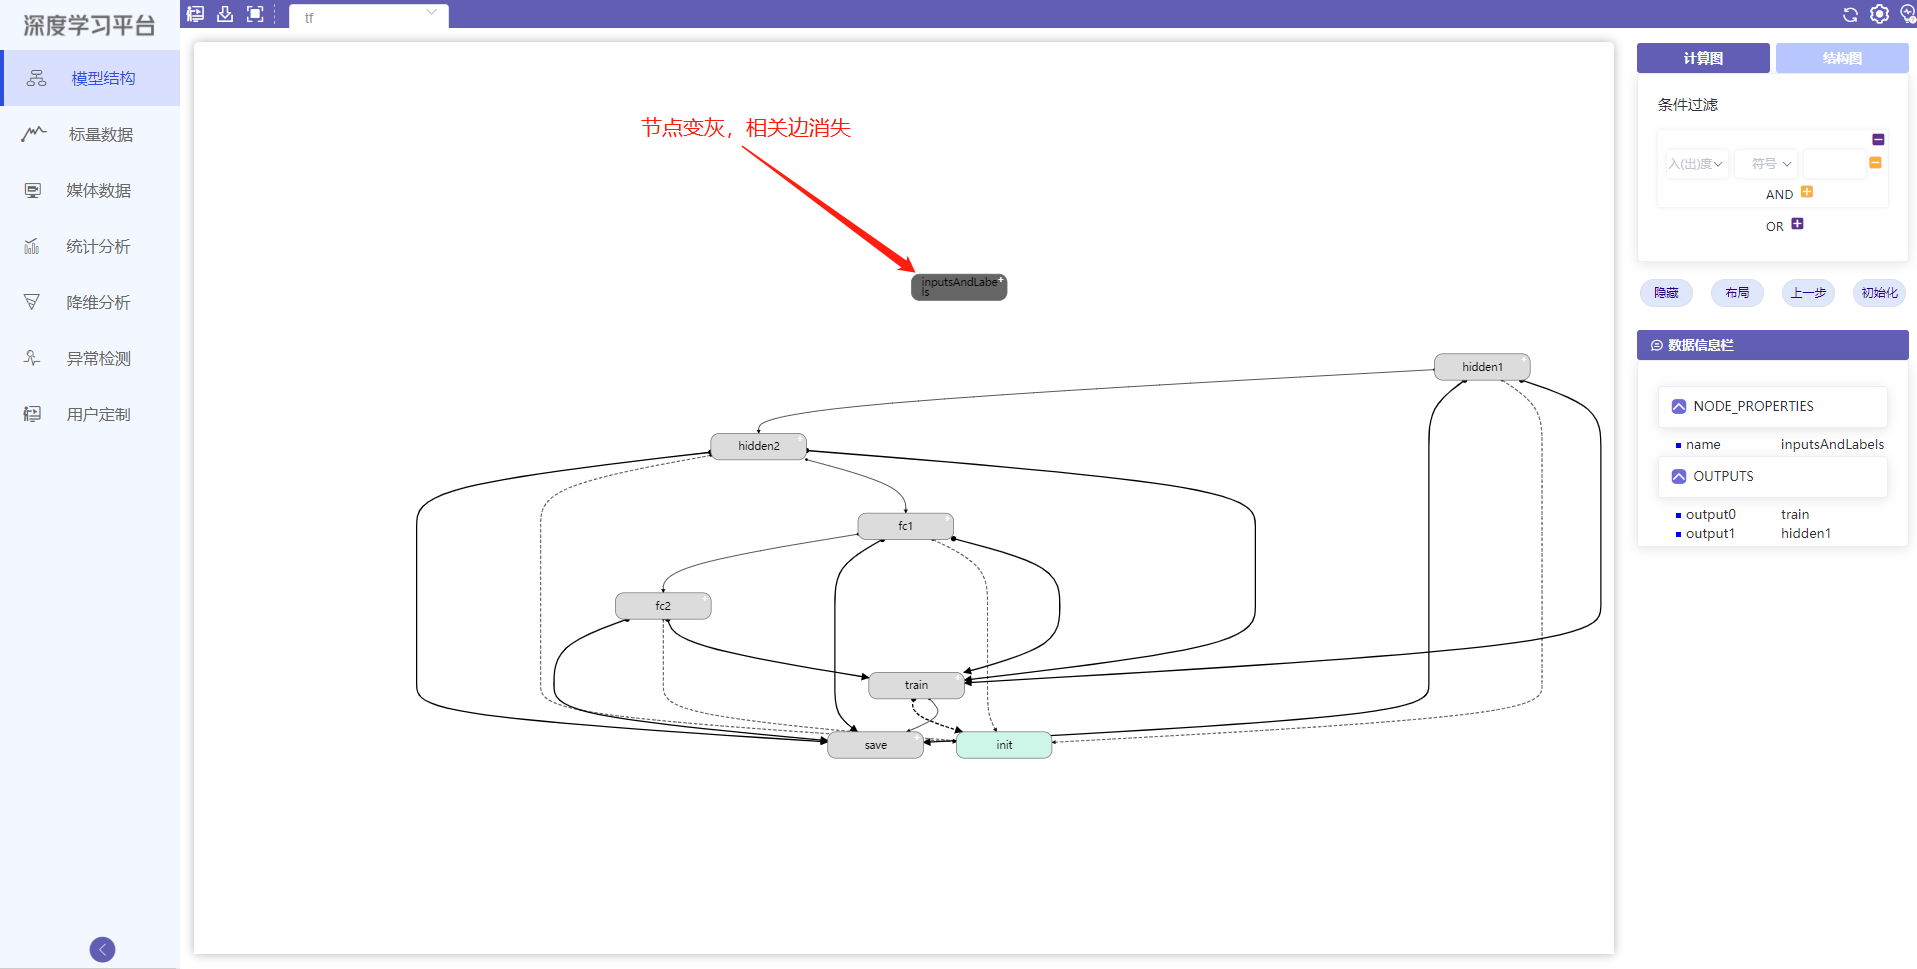 深度学习平台
tf
模型结构
标量数据
媒体数据
统计分析
降维分析
异常检测
用户定制
节点变灰，相关边消失
inputsAndLabe
ls
hidden1
hidden2
fc1
fc2
train
save
init
计算图
结构图
条件过滤
入(出)度
符号
AND
OR
隐藏
布局
上一步
初始化
数据信息栏
NODE_PROPERTIES
name inputsAndLabels
OUTPUTS
output0 train
output1 hidden1